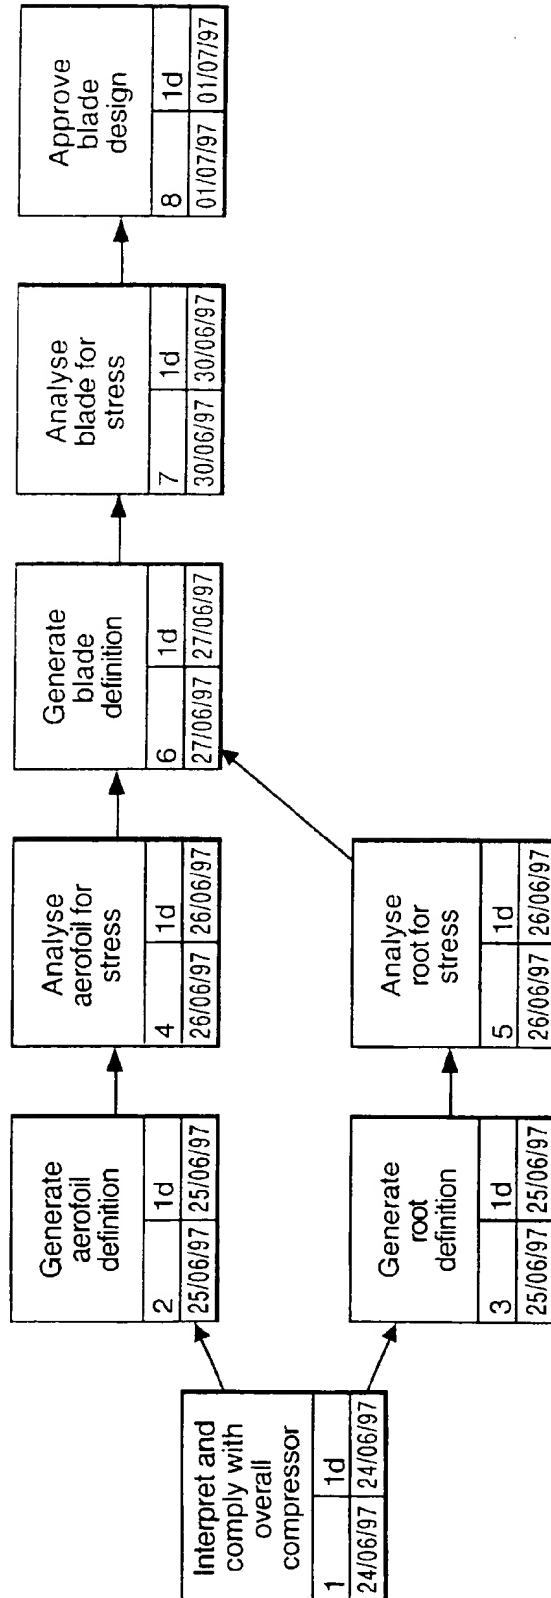 Interpret and
comply with
overall
compressor
1 1d
24/06/97 24/06/97
Generate
aerofoil
definition
2 1d
25/06/97 25/06/97
Generate
root
definition
3 1d
25/06/97 25/06/97
Analyse
aerofoil for
stress
4 1d
26/06/97 26/06/97
Analyse
root for
stress
5 1d
26/06/97 26/06/97
Generate
blade
definition
6 1d
27/06/97 27/06/97
Analyse
blade for
stress
7 1d
30/06/97 30/06/97
Approve
blade
design
8 1d
01/07/97 01/07/97